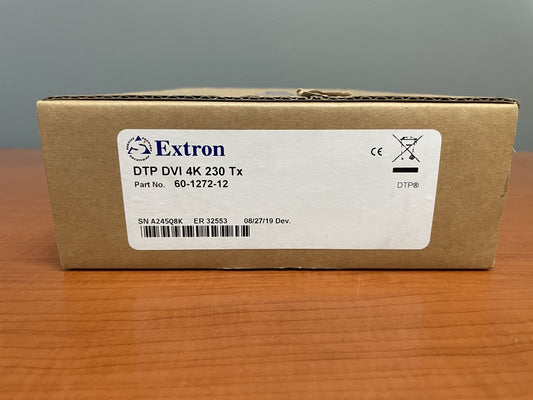 Extron
DTP DVI 4K 230 Tx
Part No. 60-1272-12
CE
DTP®
SN A245Q8K ER 32553 08/27/19 Dev.